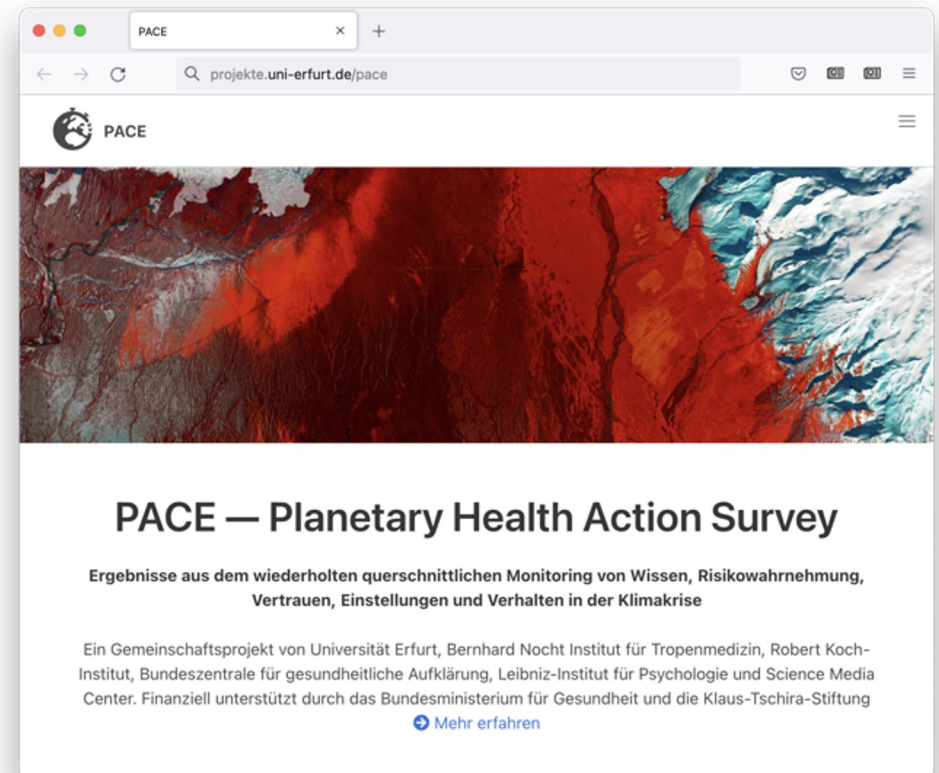 PACE
projekte.uni-erfurt.de/pace
PACE
PACE — Planetary Health Action Survey
Ergebnisse aus dem wiederholten querschnittlichen Monitoring von Wissen, Risikowahrnehmung,
Vertrauen, Einstellungen und Verhalten in der Klimakrise
Ein Gemeinschaftsprojekt von Universität Erfurt, Bernhard Nocht Institut für Tropenmedizin, Robert Koch-
Institut, Bundeszentrale für gesundheitliche Aufklärung, Leibniz-Institut für Psychologie und Science Media
Center. Finanziell unterstützt durch das Bundesministerium für Gesundheit und die Klaus-Tschira-Stiftung
Mehr erfahren